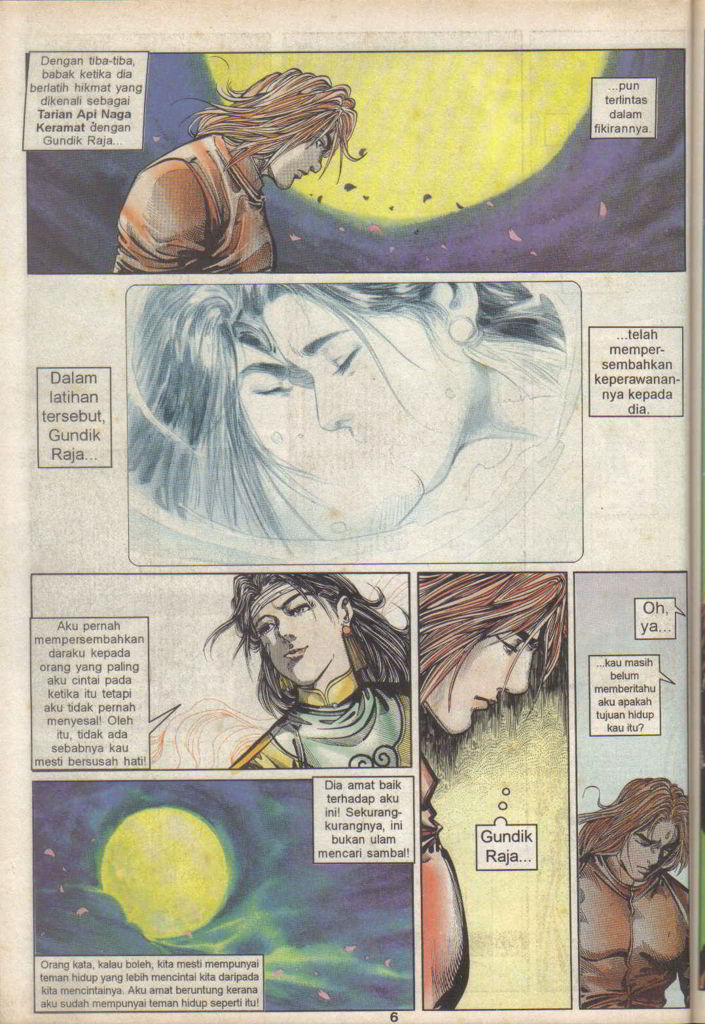 Dengan tiba-tiba,
babak ketika dia
berlatih hikmat yang
dikenali sebagai
Tarian Api Naga
Keramat dengan
Gundik Raja...
...pun
terlintas
dalam
fikirannya.
Dalam
latihan
tersebut,
Gundik
Raja...
...telah
memper-
sembahkan
keperawanan-
nya kepada
dia.
Aku pernah
mempersembahkan
daraku kepada
orang yang paling
aku cintai pada
ketika itu tetapi
aku tidak pernah
menyesal! Oleh
itu, tidak ada
sebabnya kau
mesti bersusah hati!
Gundik
Raja...
Oh,
ya...
...kau masih
belum
memberitahu
aku apakah
tujuan hidup
kau itu?
Dia amat baik
terhadap aku
ini! Sekurang-
kurangnya, ini
bukan ulam
mencari sambal!
Orang kata, kalau boleh, kita mesti mempunyai
teman hidup yang lebih mencintai kita daripada
kita mencintainya. Aku amat beruntung kerana
aku sudah mempunyai teman hidup seperti itu!
6